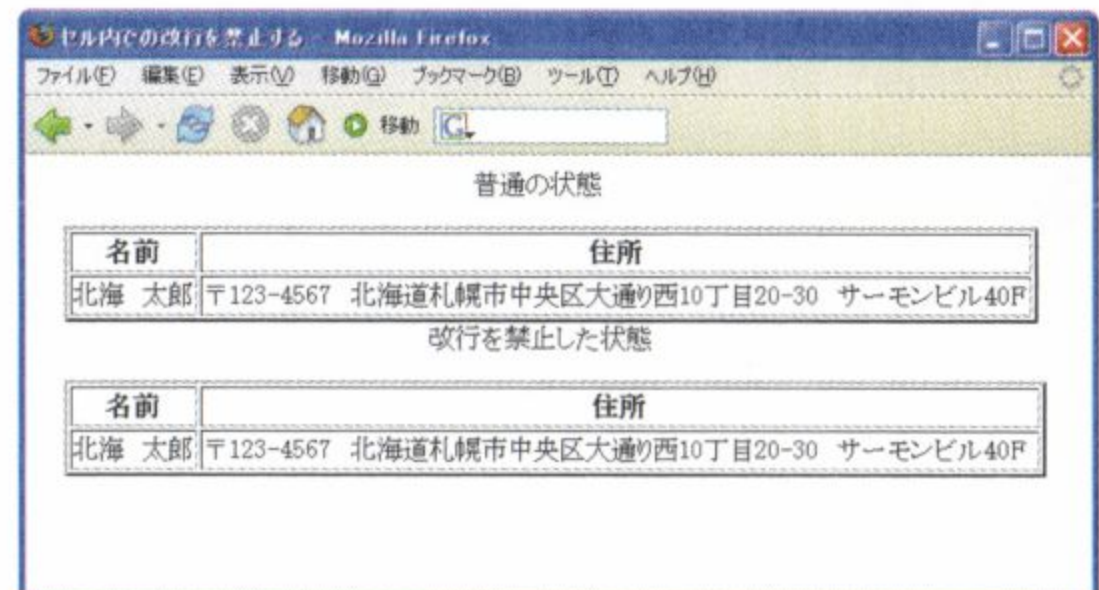 セル内での改行を禁止する - Mozilla Firefox
ファイル(F) 編集(E) 表示(V) 移動(G) ブックマーク(B) ツール(T) ヘルプ(H)
移動 G
普通の状態
名前 住所
北海 太郎 〒123-4567 北海道札幌市中央区大通り西10丁目20-30 サーモンビル40F
改行を禁止した状態
名前 住所
北海 太郎 〒123-4567 北海道札幌市中央区大通り西10丁目20-30 サーモンビル40F